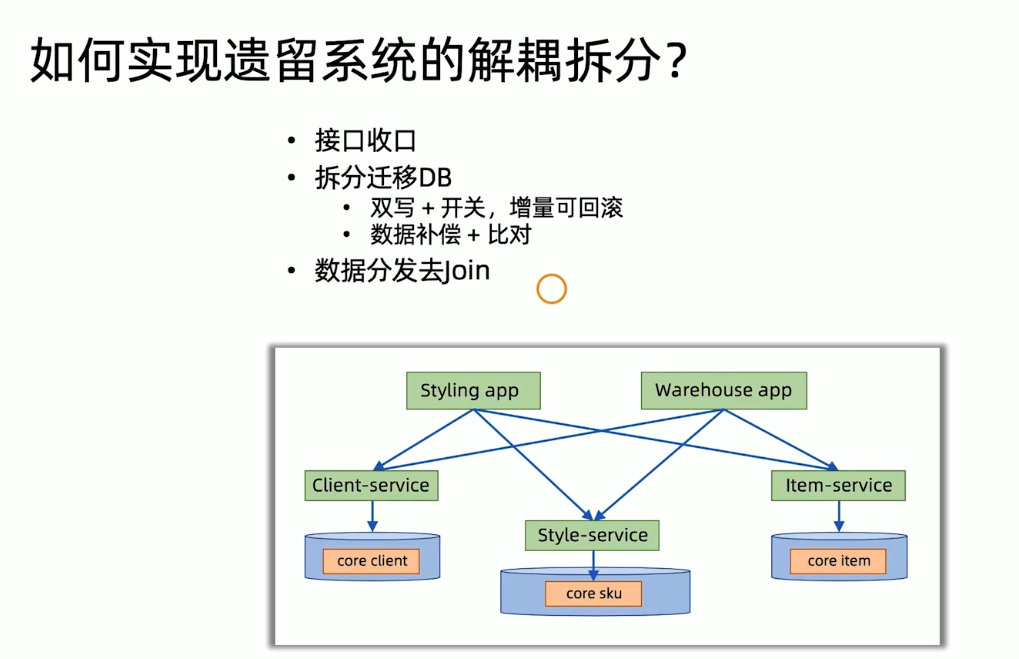 如何实现遗留系统的解耦拆分？
接口收口
拆分迁移DB
双写 + 开关，增量可回滚
数据补偿 + 比对
数据分发去Join
Styling app
Warehouse app
Client-service
Item-service
Style-service
core client
core item
core sku